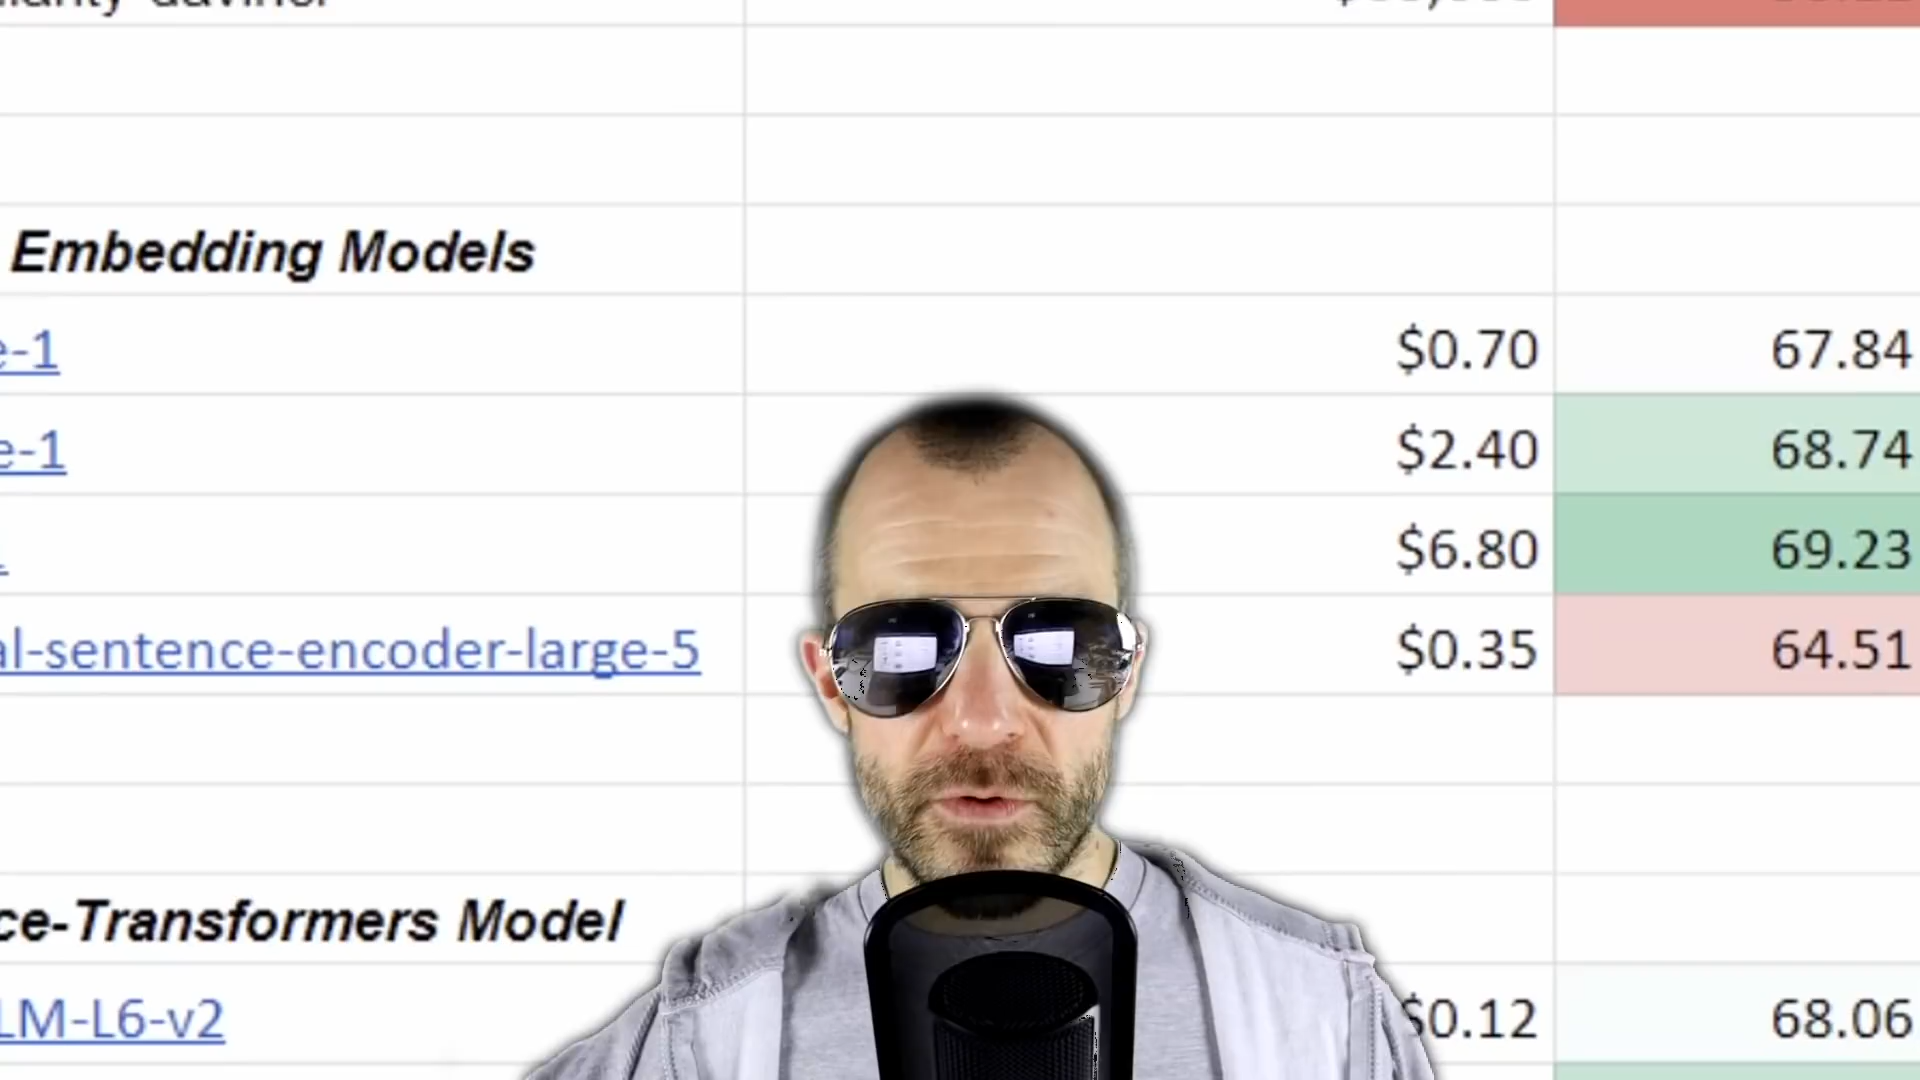 Embedding Models
e-1 $0.70 67.84
e-1 $2.40 68.74
$6.80 69.23
al-sentence-encoder-large-5 $0.35 64.51
ce-Transformers Model
LM-L6-v2 $0.12 68.06